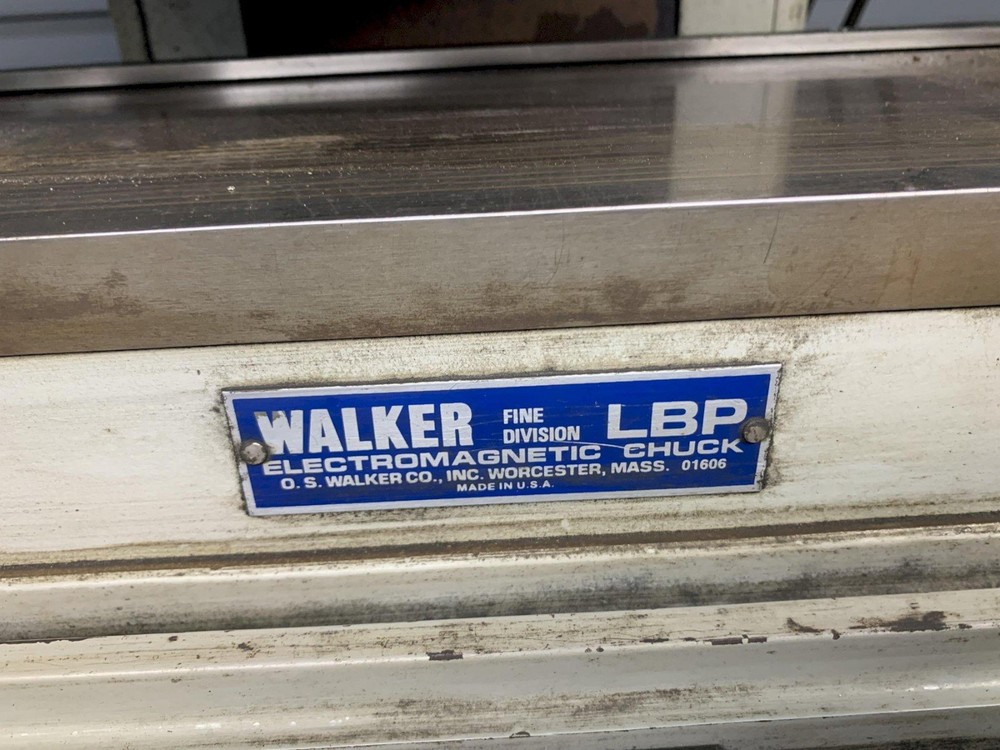 WALKER FINE DIVISION LBP
ELECTROMAGNETIC CHUCK
O. S. WALKER CO., INC. WORCESTER, MASS. 01606
MADE IN U.S.A.